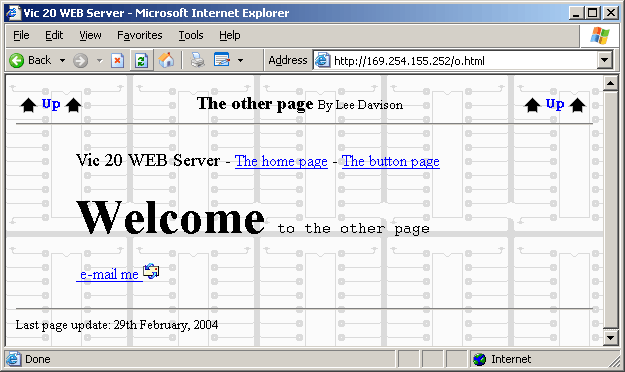 Vic 20 WEB Server - Microsoft Internet Explorer
File Edit View Favorites Tools Help
Back Address http://169.254.155.252/o.html
Up The other page By Lee Davison Up
Vic 20 WEB Server - The home page - The button page
Welcome to the other page
e-mail me
Last page update: 29th February, 2004
Done Internet